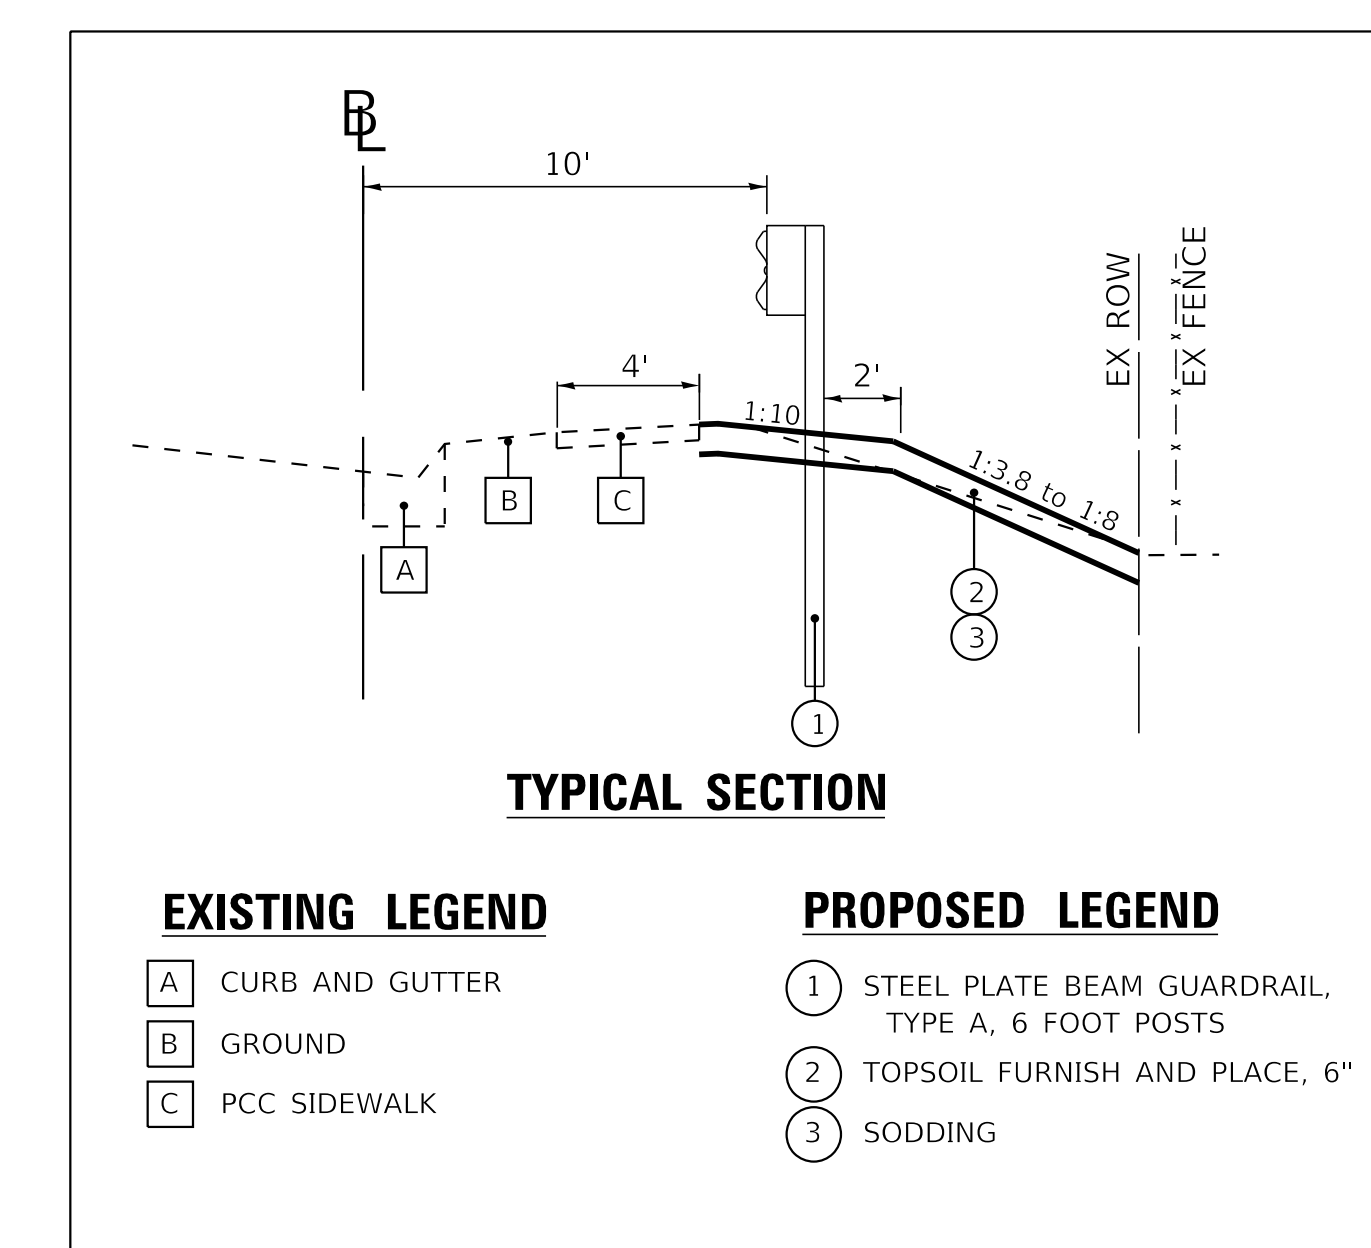 BL
10'
EX ROW
EX FENCE
4'
2'
1:10
1:3.8 to 1:8
B
C
A
2
3
1
TYPICAL SECTION
EXISTING LEGEND
A CURB AND GUTTER
B GROUND
C PCC SIDEWALK
PROPOSED LEGEND
1 STEEL PLATE BEAM GUARDRAIL,
TYPE A, 6 FOOT POSTS
2 TOPSOIL FURNISH AND PLACE, 6"
3 SODDING